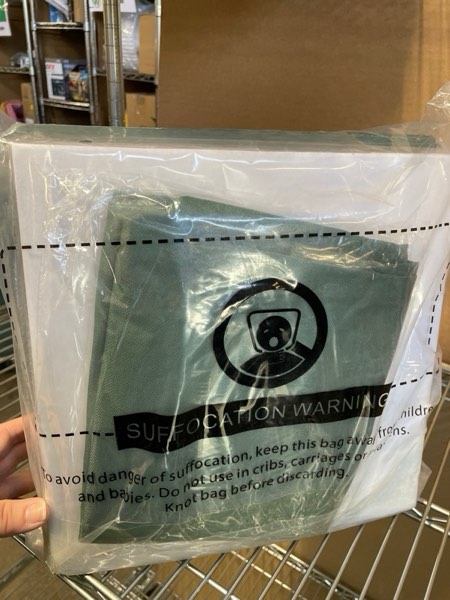 SUFFOCATION WARNING
To avoid danger of suffocation, keep this bag away from
and babies. Do not use in cribs, carriages or
Knot bag before discarding.